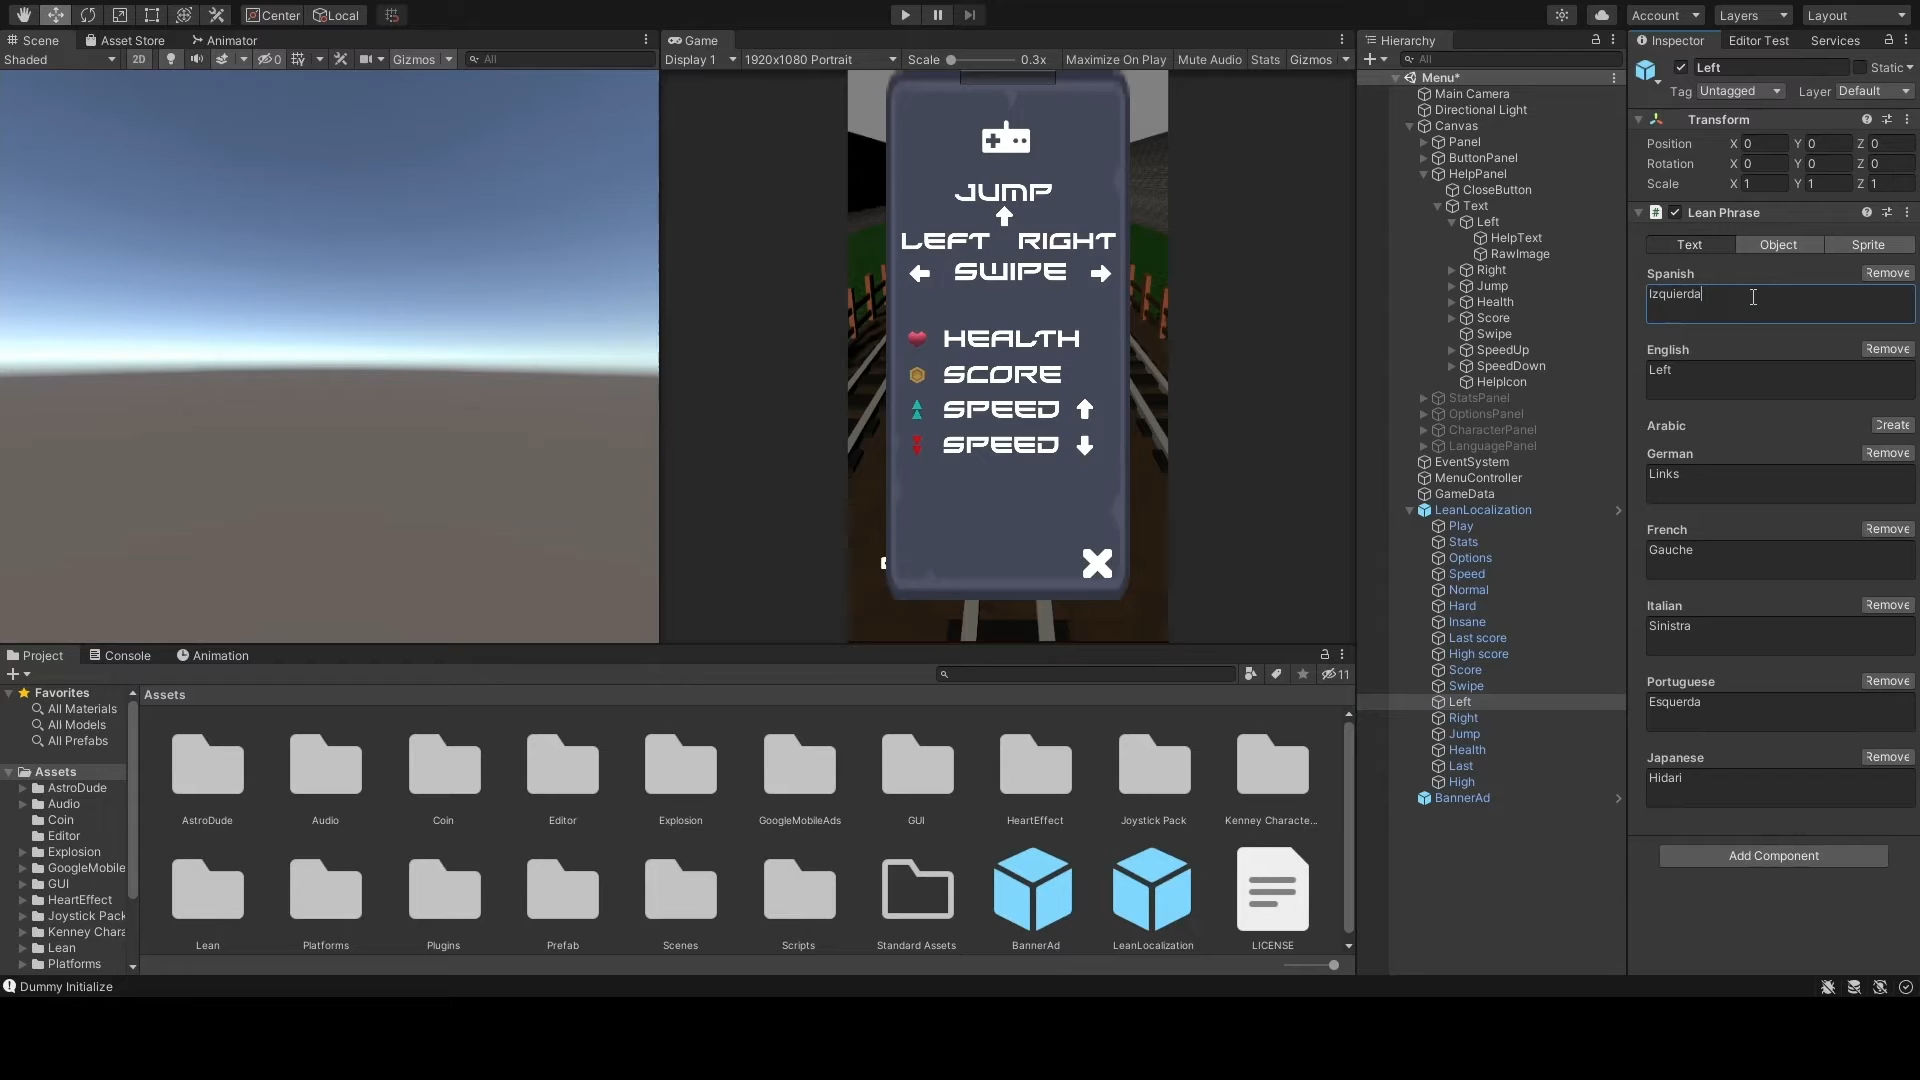 Center
Local
Account
Layers
Layout
Scene
Asset Store
Animator
Shaded
2D
0
Gizmos
All
Game
Display 1
1920x1080 Portrait
Scale
0.3x
Maximize On Play
Mute Audio
Stats
Gizmos
JUMP
LEFT
RIGHT
SWIPE
HEALTH
SCORE
SPEED
SPEED
Hierarchy
All
Menu*
Main Camera
Directional Light
Canvas
Panel
ButtonPanel
HelpPanel
CloseButton
Text
Left
HelpText
RawImage
Right
Jump
Health
Score
Swipe
SpeedUp
SpeedDown
HelpIcon
StatsPanel
OptionsPanel
CharacterPanel
LanguagePanel
EventSystem
MenuController
GameData
LeanLocalization
Play
Stats
Options
Speed
Normal
Hard
Insane
Last score
High score
Score
Swipe
Left
Right
Jump
Health
Last
High
BannerAd
Inspector
Editor Test
Services
Left
Static
Tag Untagged
Layer Default
Transform
Position X 0 Y 0 Z 0
Rotation X 0 Y 0 Z 0
Scale X 1 Y 1 Z 1
Lean Phrase
Text
Object
Sprite
Spanish
Remove
Izquierda
English
Remove
Left
Arabic
Create
German
Remove
Links
French
Remove
Gauche
Italian
Remove
Sinistra
Portuguese
Remove
Esquerda
Japanese
Remove
Hidari
Add Component
Project
Console
Animation
11
Favorites
All Materials
All Models
All Prefabs
Assets
AstroDude
Audio
Coin
Editor
Explosion
GoogleMobile
GUI
HeartEffect
Joystick Pack
Kenney Chara
Lean
Platforms
Assets
AstroDude
Audio
Coin
Editor
Explosion
GoogleMobileAds
GUI
HeartEffect
Joystick Pack
Kenney Characte...
Lean
Platforms
Plugins
Prefab
Scenes
Scripts
Standard Assets
BannerAd
LeanLocalization
LICENSE
Dummy Initialize